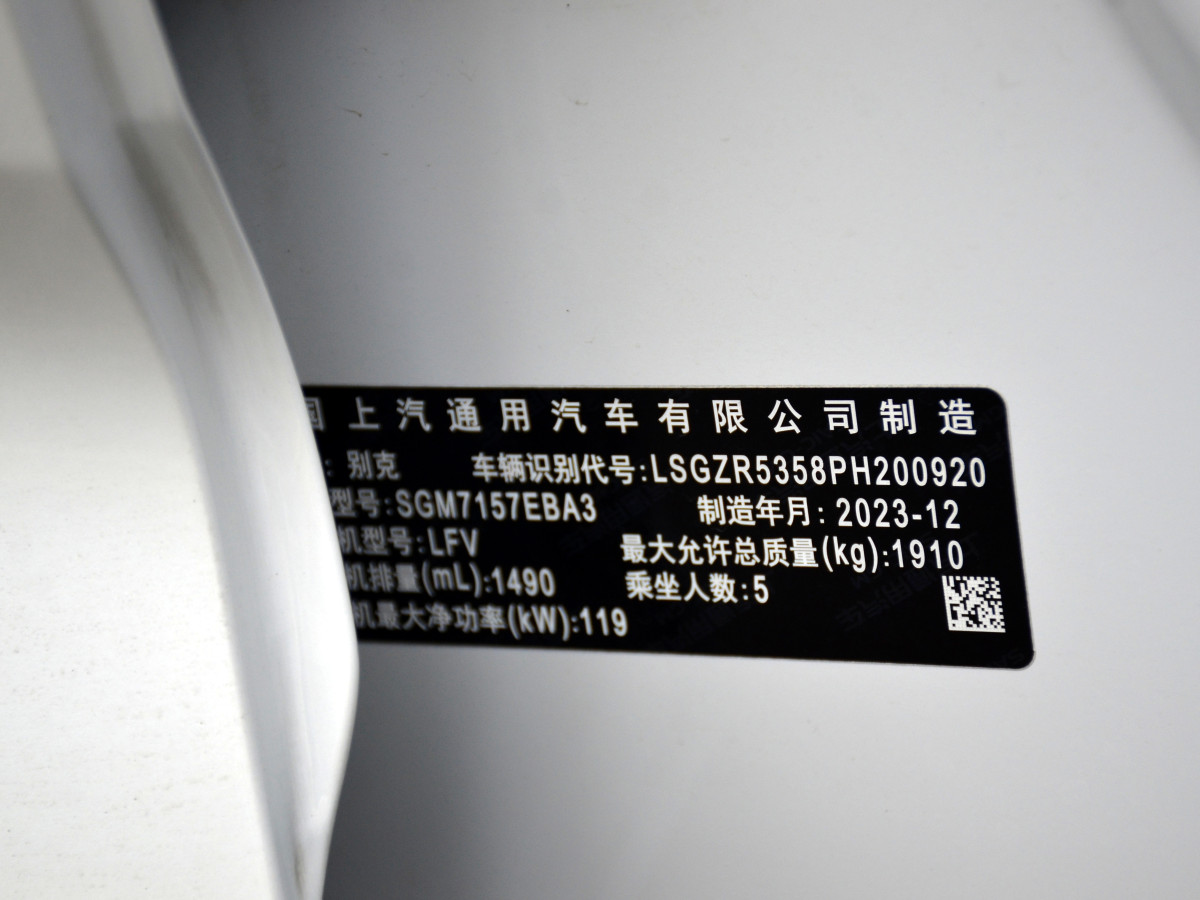 国上汽通用汽车有限公司制造
: 别克 车辆识别代号:LSGZR5358PH200920
型号:SGM7157EBA3 制造年月: 2023-12
机型号:LFV 最大允许总质量(kg):1910
机排量(mL):1490 乘坐人数:5
机最大净功率(kW):119